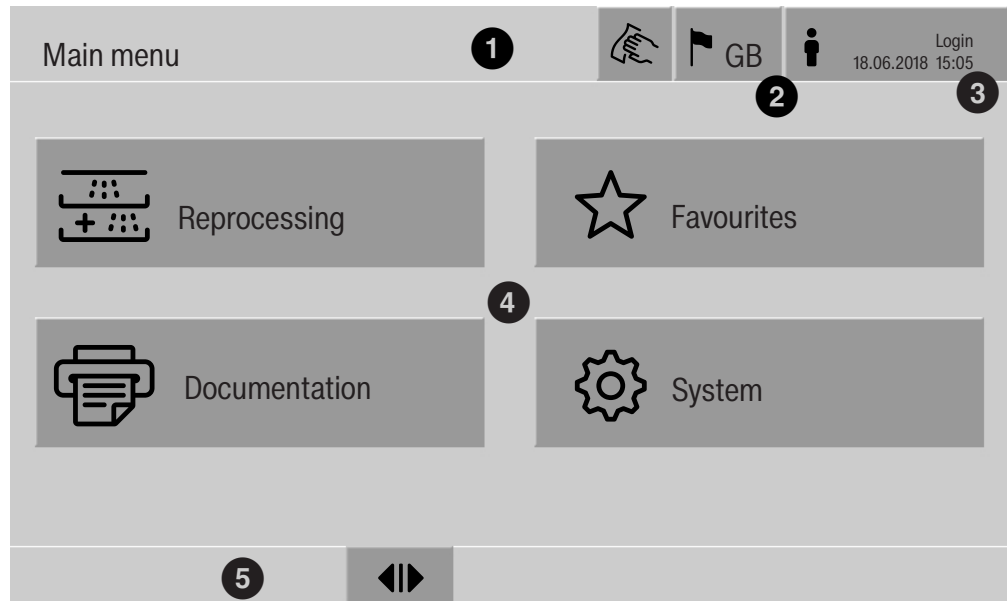 Main menu
1
GB
2
Login
18.06.2018 15:05
3
Reprocessing
Favourites
4
Documentation
System
5